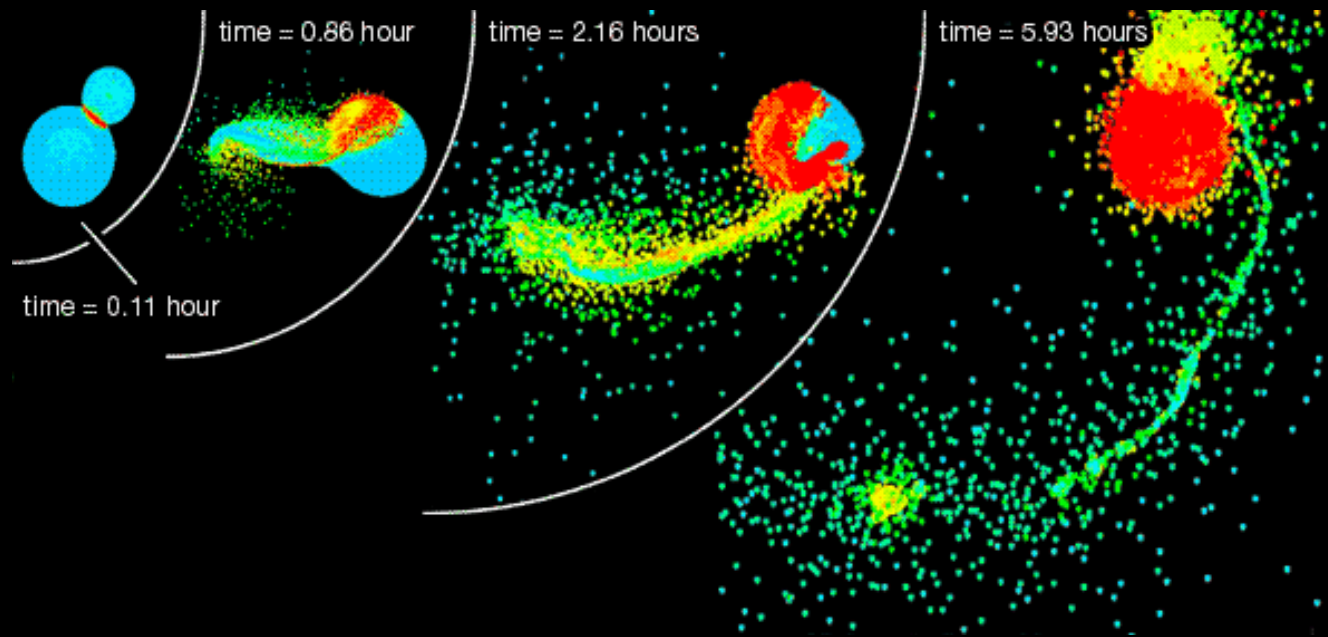 time = 0.86 hour
time = 2.16 hours
time = 5.93 hours
time = 0.11 hour